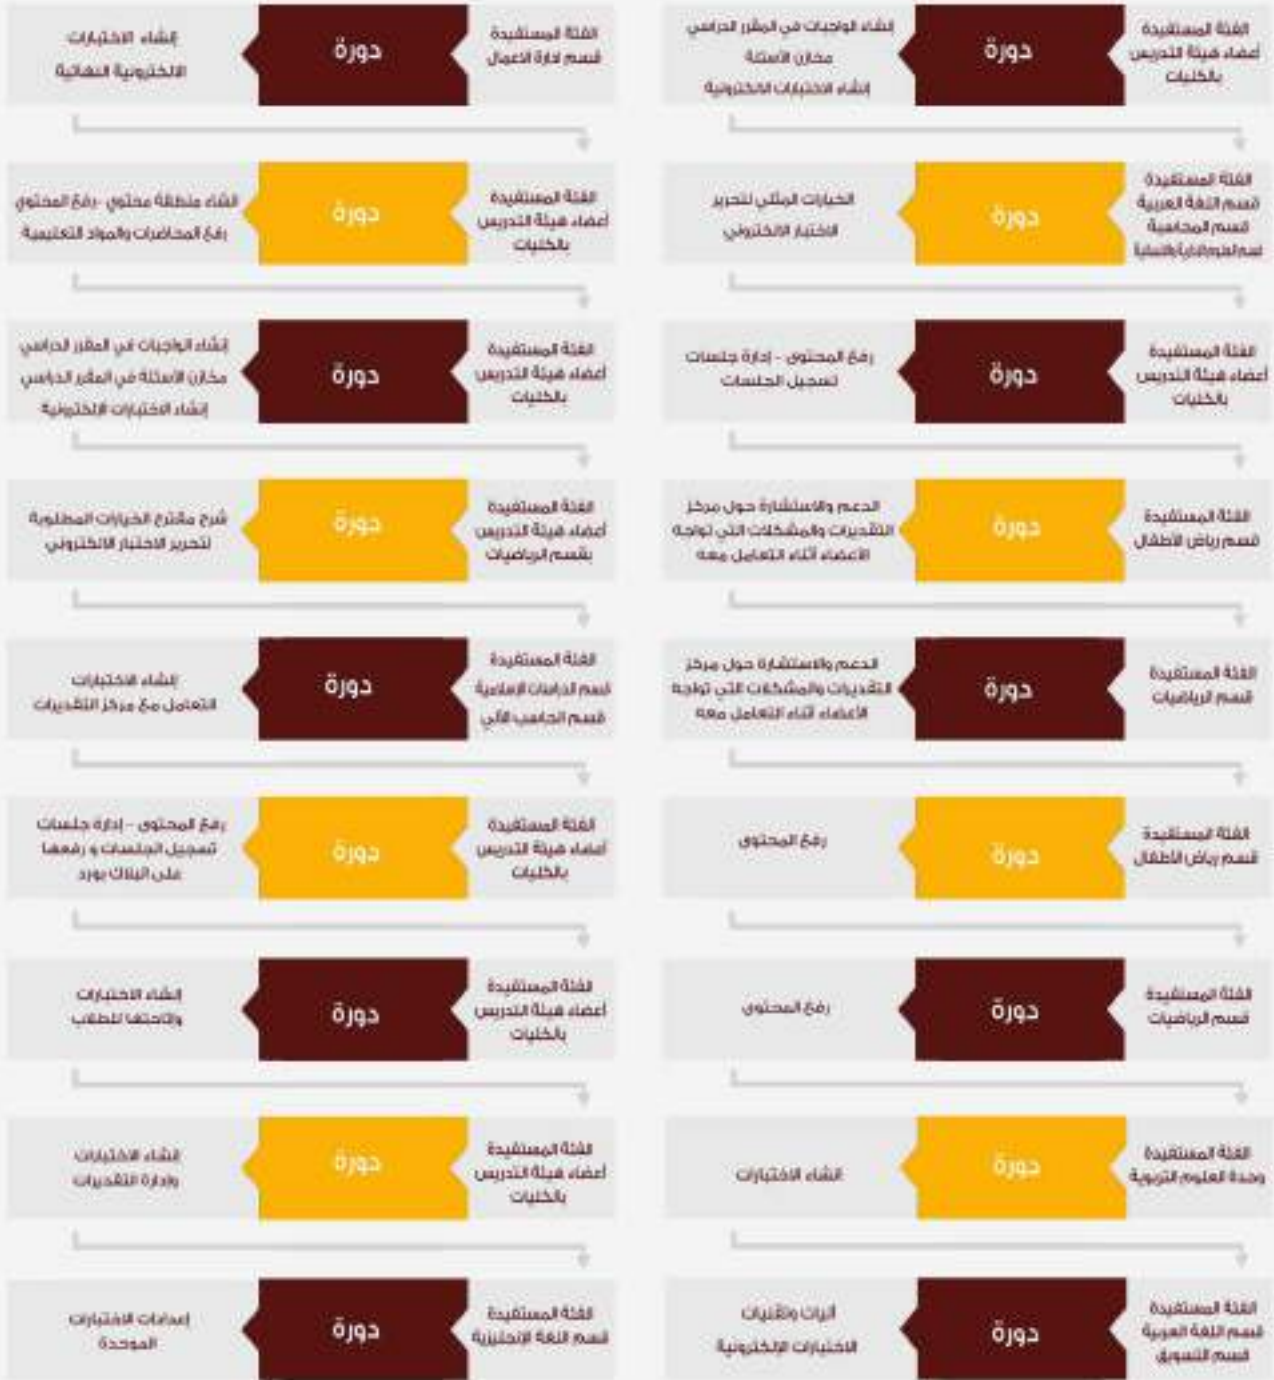 الفئة المستفيدة
أعضاء هيئة التدريس
بالكليات
دورة
إنشاء الواجبات في المقرر الدراسي
مخازن الأسئلة
إنشاء الاختبارات الالكترونية
الفئة المستفيدة
قسم اللغة العربية
قسم المحاسبة
دورة
الخيارات المثلي لتحرير
الاختبار الالكتروني
الفئة المستفيدة
أعضاء هيئة التدريس
بالكليات
دورة
رفع المحتوى - إدارة جلسات
تسجيل الجلسات
الفئة المستفيدة
قسم رياض الأطفال
دورة
الدعم والاستشارة حول مركز
التقديرات والمشكلات التي تواجه
الأعضاء أثناء التعامل معه
الفئة المستفيدة
قسم الرياضيات
دورة
الدعم والاستشارة حول مركز
التقديرات والمشكلات التي تواجه
الأعضاء أثناء التعامل معه
الفئة المستفيدة
قسم رياض الأطفال
دورة
رفع المحتوى
الفئة المستفيدة
قسم الرياضيات
دورة
رفع المحتوى
الفئة المستفيدة
وحدة العلوم التربوية
دورة
انشاء الاختبارات
الفئة المستفيدة
قسم اللغة العربية
قسم التسويق
دورة
آليات وتقنيات
الاختبارات الإلكترونية
الفئة المستفيدة
قسم ادارة الاعمال
دورة
إنشاء الاختبارات
الالكترونية النهائية
الفئة المستفيدة
أعضاء هيئة التدريس
بالكليات
دورة
انشاء منطقة محتوي -رفع المحتوي
رفع المحاضرات والمواد التعليمية
الفئة المستفيدة
أعضاء هيئة التدريس
بالكليات
دورة
إنشاء الواجبات في المقرر الدراسي
مخازن الأسئلة في المقرر الدراسي
إنشاء الاختبارات الإلكترونية
الفئة المستفيدة
أعضاء هيئة التدريس
بقسم الرياضيات
دورة
شرح مقترح الخيارات المطلوبة
لتحرير الاختبار الالكتروني
الفئة المستفيدة
قسم الدراسات الإسلامية
قسم الحاسب الآلي
دورة
إنشاء الاختبارات
التعامل مع مركز التقديرات
الفئة المستفيدة
أعضاء هيئة التدريس
بالكليات
دورة
رفع المحتوى - إدارة جلسات
تسجيل الجلسات و رفعها
على البلاك بورد
الفئة المستفيدة
أعضاء هيئة التدريس
بالكليات
دورة
إنشاء الاختبارات
واتاحتها للطلاب
الفئة المستفيدة
أعضاء هيئة التدريس
بالكليات
دورة
انشاء الاختبارات
وإدارة التقديرات
الفئة المستفيدة
قسم اللغة الإنجليزية
دورة
إعدادات الاختبارات
الموحدة